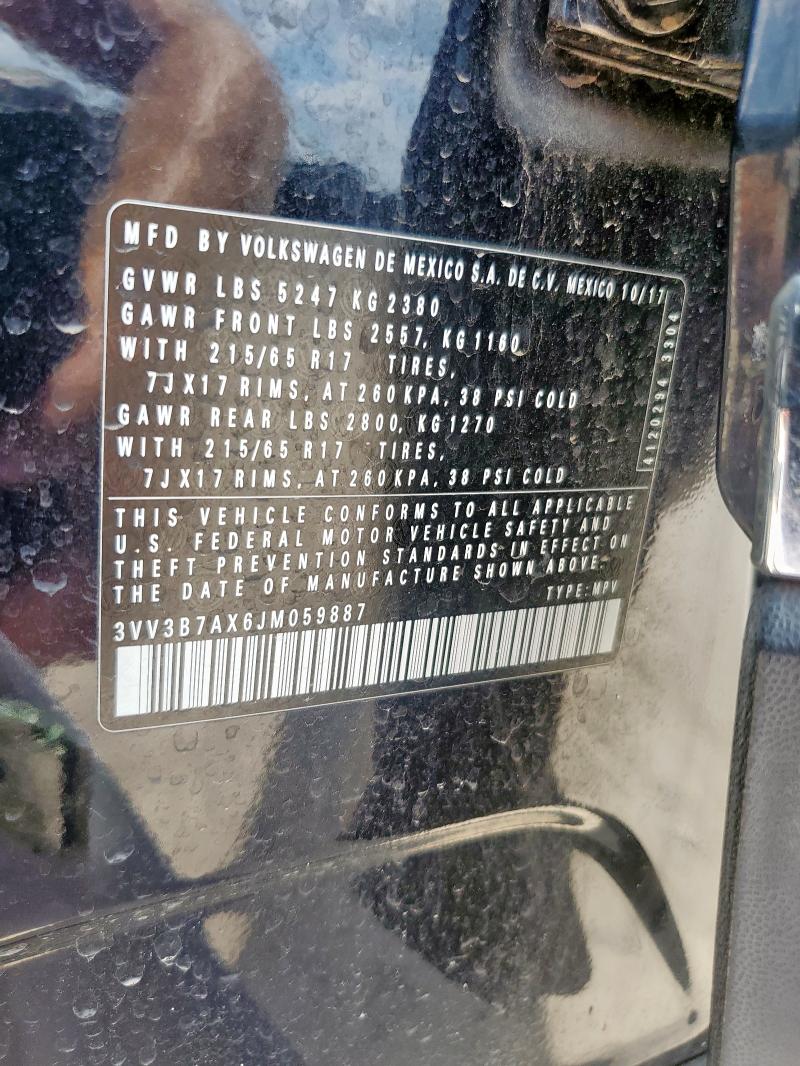 MFD BY VOLKSWAGEN DE MEXICO S.A. DE C.V. MEXICO 10/17
GVWR LBS 5247 KG 2380
GAWR FRONT LBS 2557, KG 1160
WITH 215/65 R17 TIRES,
7JX17 RIMS, AT 260 KPA, 38 PSI COLD
GAWR REAR LBS 2800, KG 1270
WITH 215/65 R17 TIRES,
7JX17 RIMS, AT 260 KPA, 38 PSI COLD
4120294 3304
THIS VEHICLE CONFORMS TO ALL APPLICABLE
U.S. FEDERAL MOTOR VEHICLE SAFETY AND
THEFT PREVENTION STANDARDS IN EFFECT ON
THE DATE OF MANUFACTURE SHOWN ABOVE.
TYPE: MPV
3VV3B7AX6JM059887